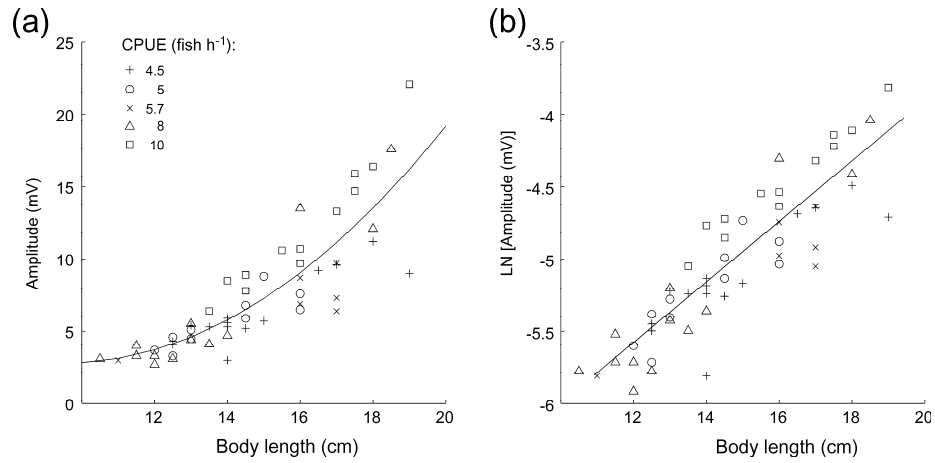 (a)
CPUE (fish h-1):
+ 4.5
○ 5
× 5.7
△ 8
□ 10
Amplitude (mV)
25
20
15
10
5
0
12 14 16 18 20
Body length (cm)
(b)
LN [Amplitude (mV)]
-3.5
-4
-4.5
-5
-5.5
-6
12 14 16 18 20
Body length (cm)